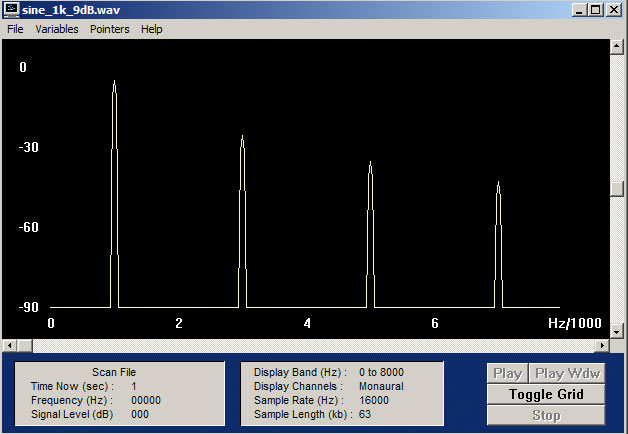 sine_1k_9dB.wav
File Variables Pointers Help
0
-30
-60
-90
0 2 4 6 Hz/1000
Scan File
Time Now (sec) : 1
Frequency (Hz) : 00000
Signal Level (dB) 000
Display Band (Hz) : 0 to 8000
Display Channels : Monaural
Sample Rate (Hz) : 16000
Sample Length (kb) : 63
Play Play Wdw
Toggle Grid
Stop